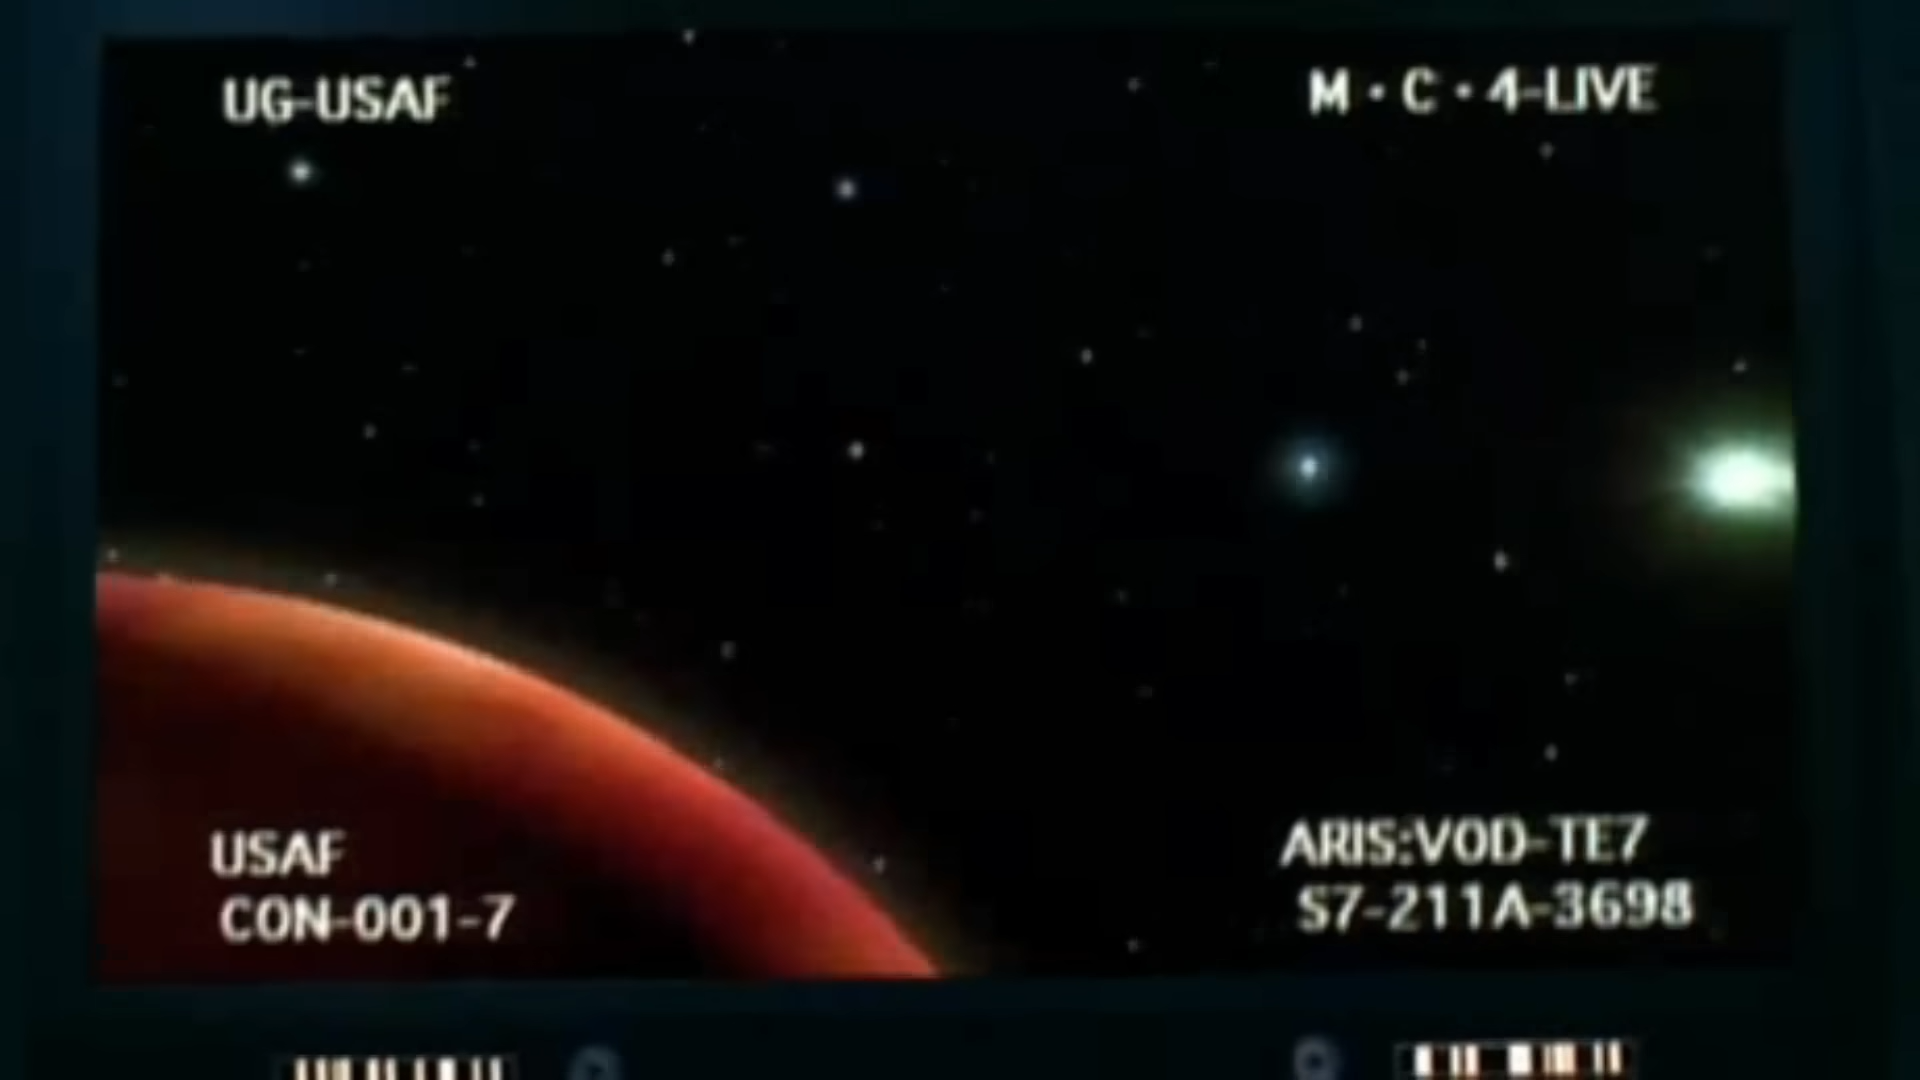 UG-USAF
M·C·4-LIVE
USAF
CON-001-7
ARIS:VOD-TE7
S7-211A-3698